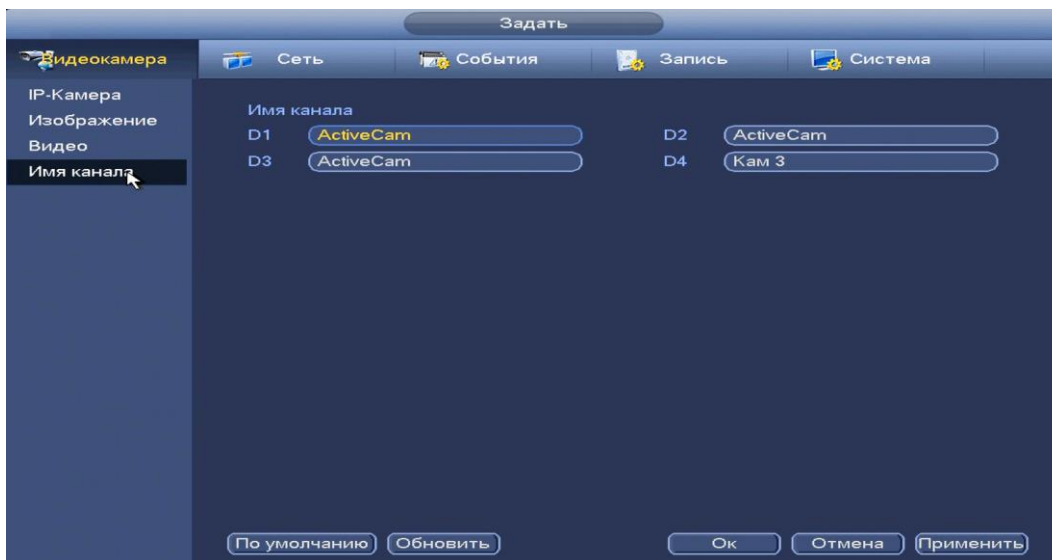 Задать
Видеокамера Сеть События Запись Система
IP-Камера
Изображение
Видео
Имя канала
Имя канала
D1 ActiveCam D2 ActiveCam
D3 ActiveCam D4 Кам 3
По умолчанию Обновить Ок Отмена Применить